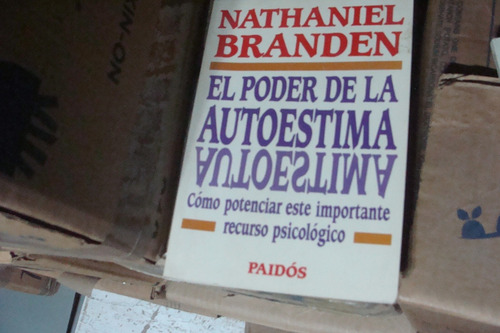 NATHANIEL
BRANDEN
EL PODER DE LA
AUTOESTIMA
AUTOESTIMA
Cómo potenciar este importante
recurso psicológico
PAIDÓS